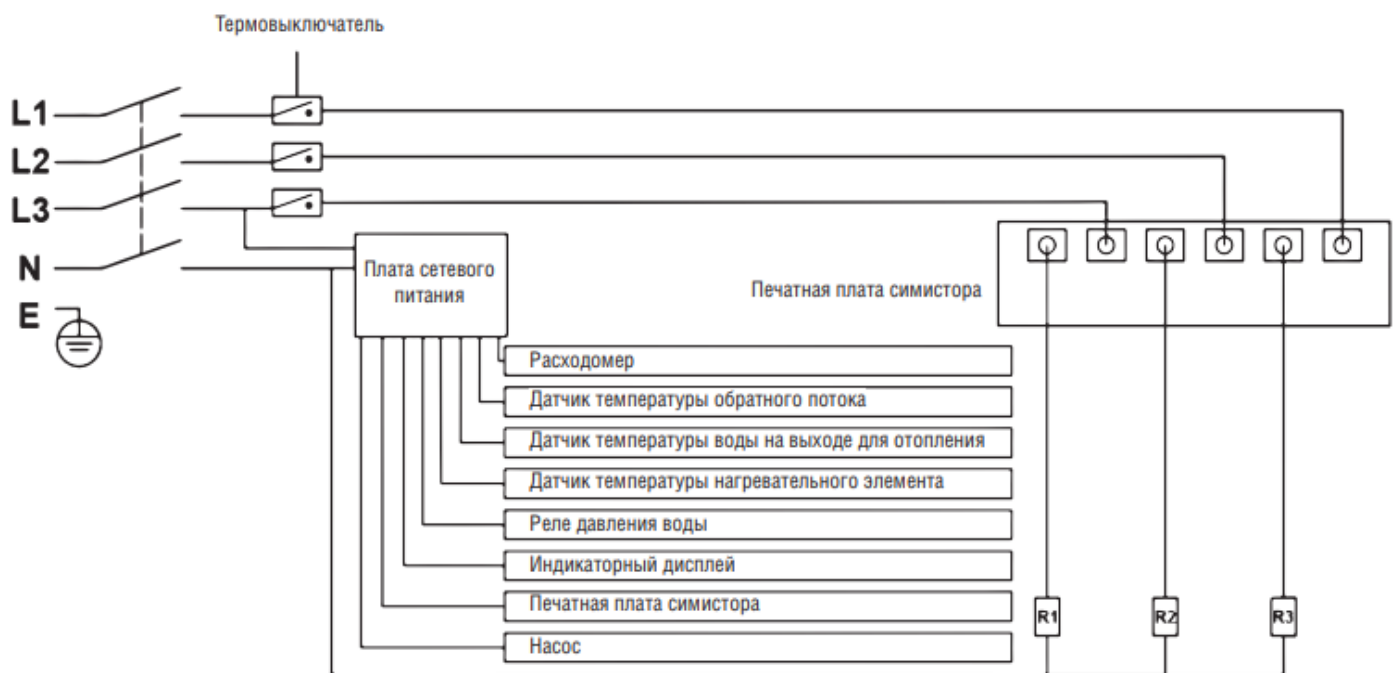 Термовыключатель
L1
L2
L3
N
E
Плата сетевого
питания
Печатная плата симистора
Расходомер
Датчик температуры обратного потока
Датчик температуры воды на выходе для отопления
Датчик температуры нагревательного элемента
Реле давления воды
Индикаторный дисплей
Печатная плата симистора
Насос
R1
R2
R3